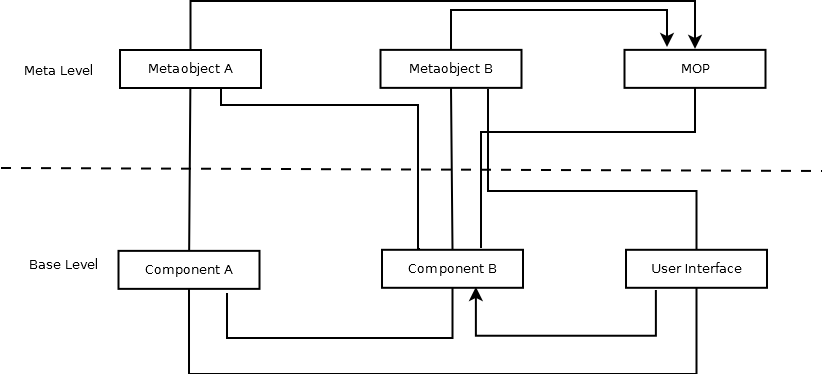 Meta Level
Metaobject A
Metaobject B
MOP
Base Level
Component A
Component B
User Interface